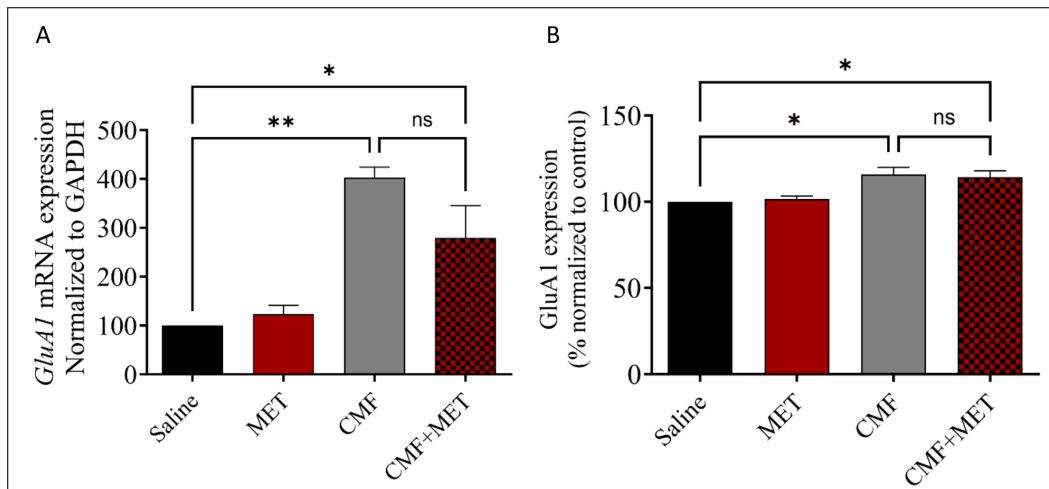 A
*
**
ns
GluA1 mRNA expression
Normalized to GAPDH
500
400
300
200
100
0
Saline
MET
CMF
CMF+MET
B
*
*
ns
GluA1 expression
(% normalized to control)
150
100
50
0
Saline
MET
CMF
CMF+MET